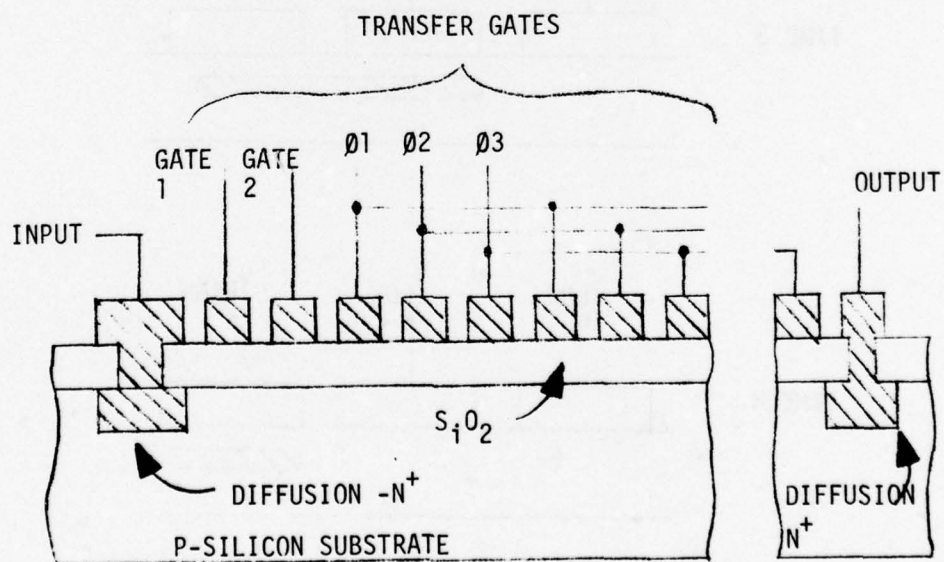 TRANSFER GATES
GATE 1
GATE 2
Ø1
Ø2
Ø3
OUTPUT
INPUT
SiO2
DIFFUSION -N+
DIFFUSION N+
P-SILICON SUBSTRATE